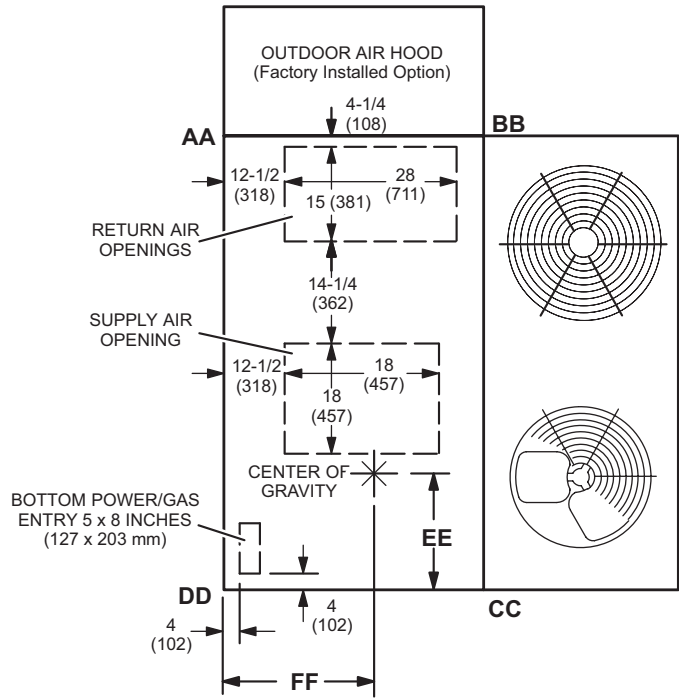 OUTDOOR AIR HOOD
(Factory Installed Option)
4-1/4
(108)
AA
BB
12-1/2
(318)
28
(711)
15 (381)
RETURN AIR
OPENINGS
14-1/4
(362)
SUPPLY AIR
OPENING
12-1/2
(318)
18
(457)
18
(457)
CENTER OF
GRAVITY
BOTTOM POWER/GAS
ENTRY 5 x 8 INCHES
(127 x 203 mm)
EE
DD
CC
4
(102)
4
(102)
FF